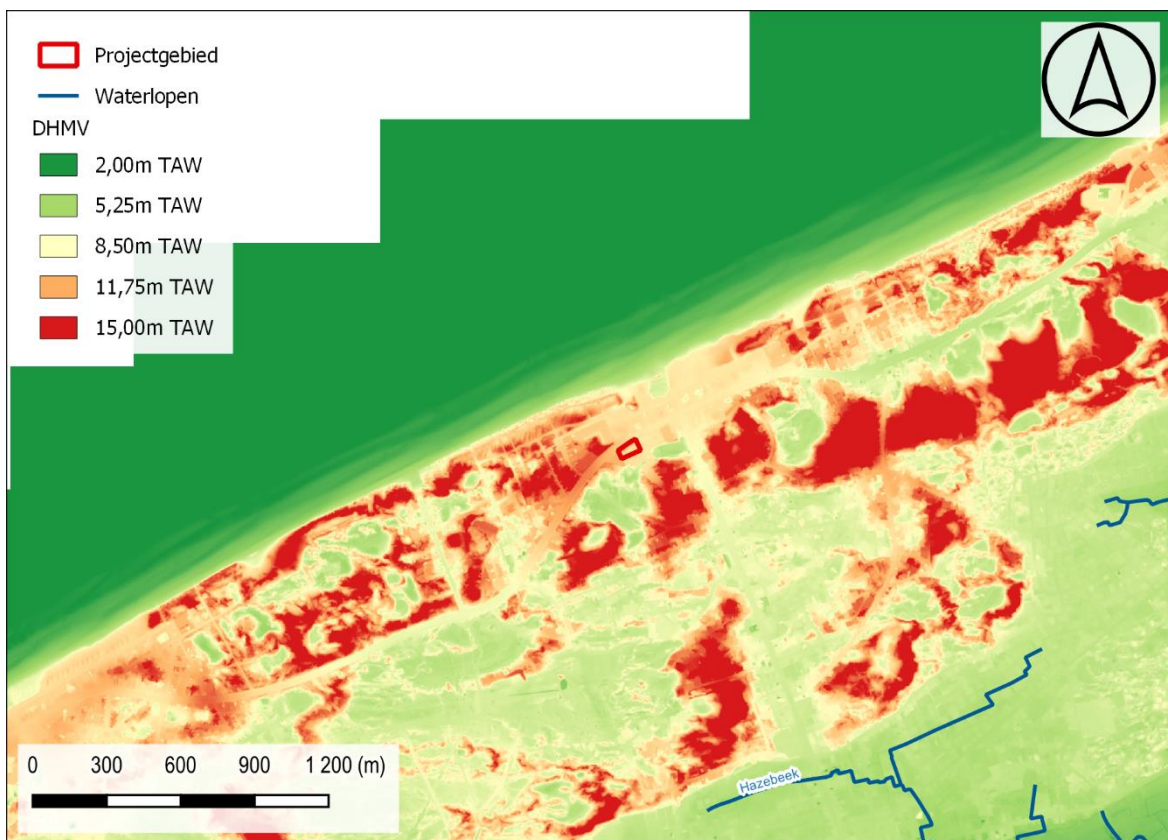 Projectgebied
Waterlopen
DHMV
2,00m TAW
5,25m TAW
8,50m TAW
11,75m TAW
15,00m TAW
0 300 600 900 1 200 (m)
Hazebeek